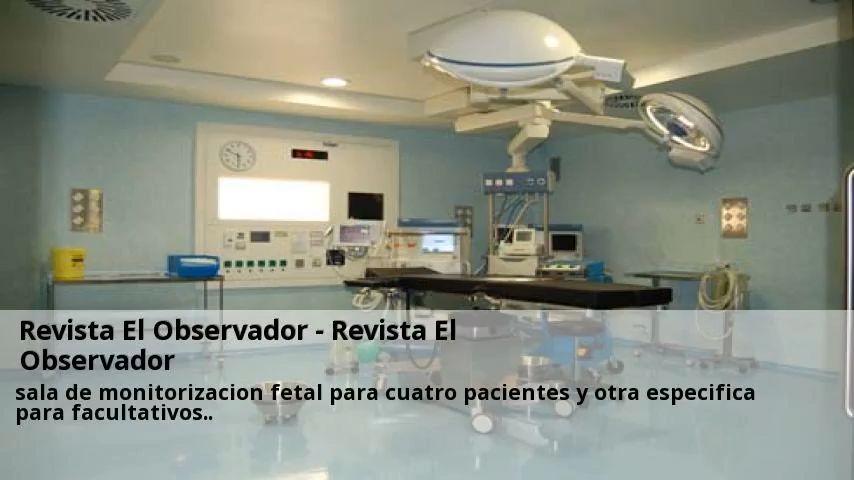 Revista El Observador - Revista El
Observador
sala de monitorizacion fetal para cuatro pacientes y otra especifica
para facultativos..